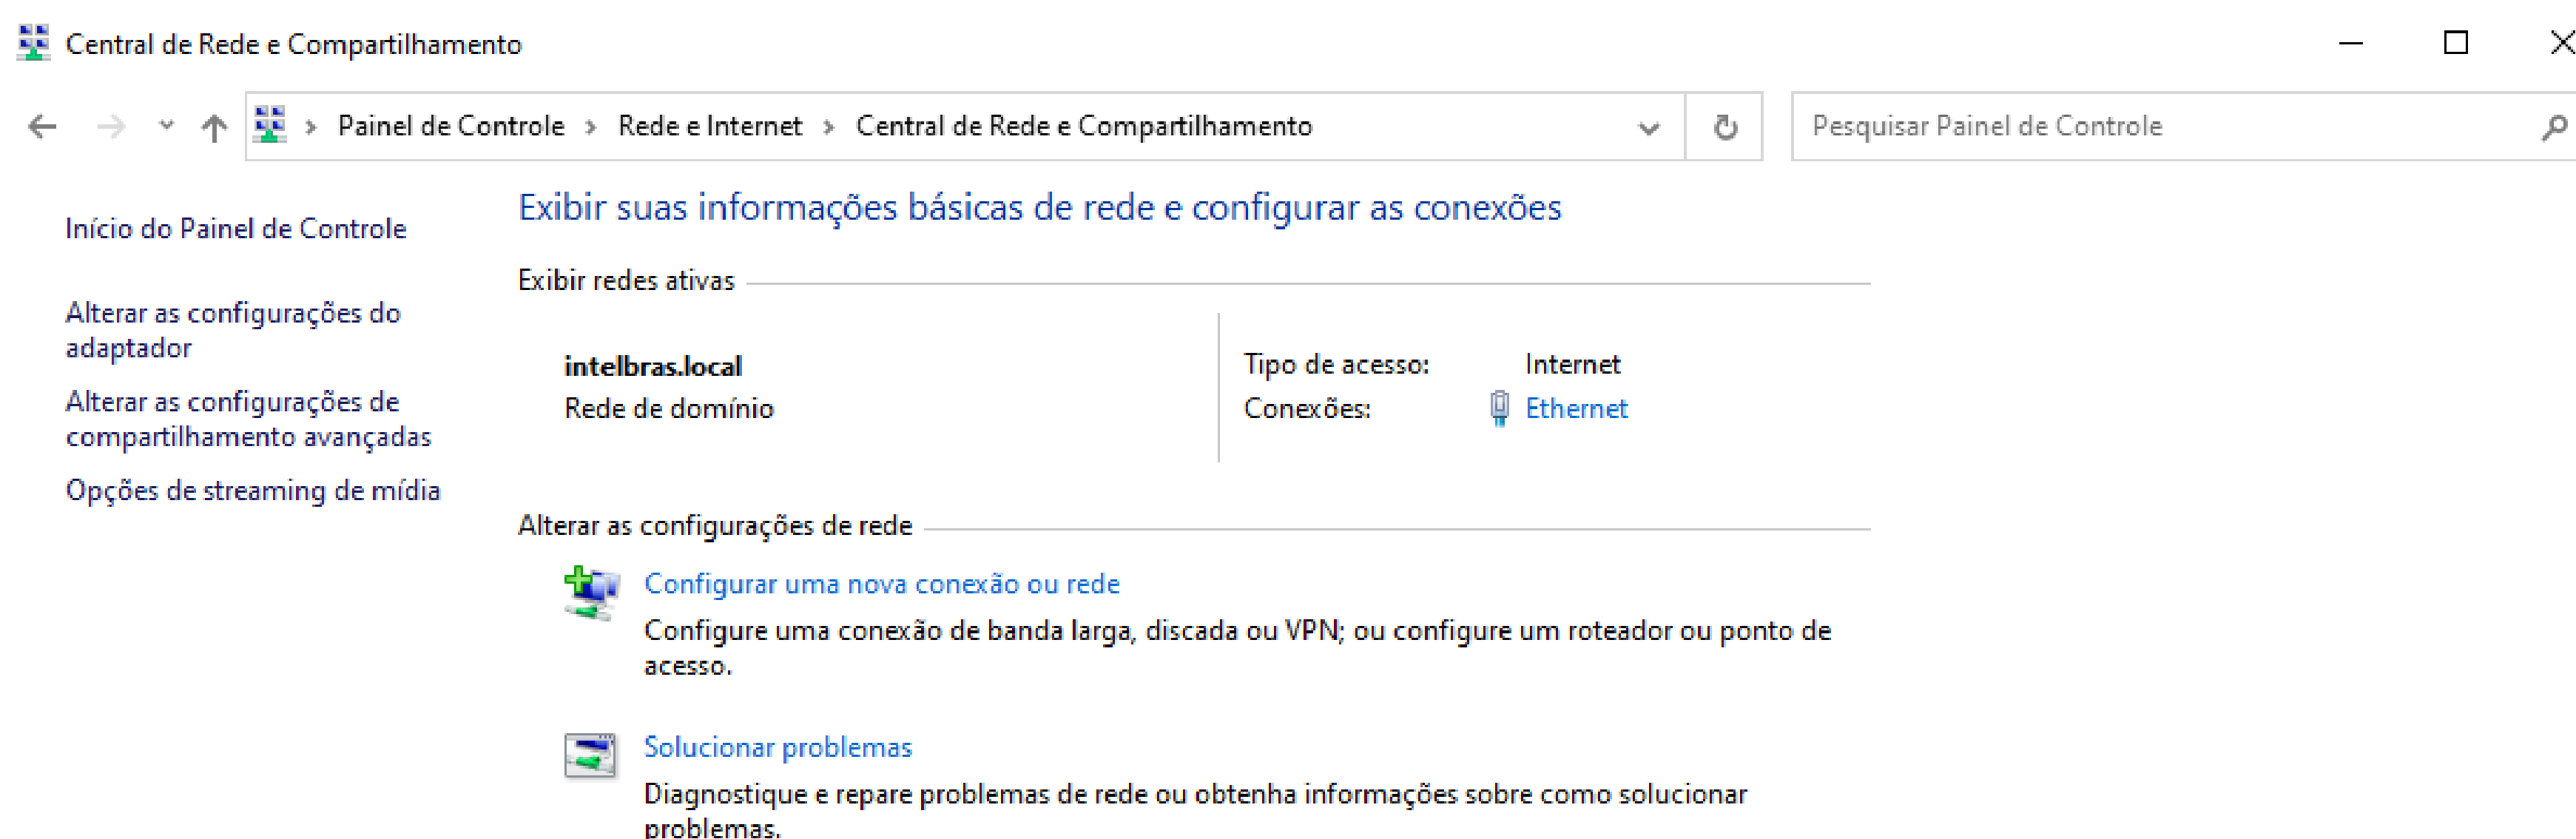 Central de Rede e Compartilhamento
Painel de Controle
Rede e Internet
Central de Rede e Compartilhamento
Pesquisar Painel de Controle
Início do Painel de Controle
Alterar as configurações do
adaptador
Alterar as configurações de
compartilhamento avançadas
Opções de streaming de mídia
Exibir suas informações básicas de rede e configurar as conexões
Exibir redes ativas
intelbras.local
Rede de domínio
Tipo de acesso: Internet
Conexões: Ethernet
Alterar as configurações de rede
Configurar uma nova conexão ou rede
Configure uma conexão de banda larga, discada ou VPN; ou configure um roteador ou ponto de
acesso.
Solucionar problemas
Diagnostique e repare problemas de rede ou obtenha informações sobre como solucionar
problemas.